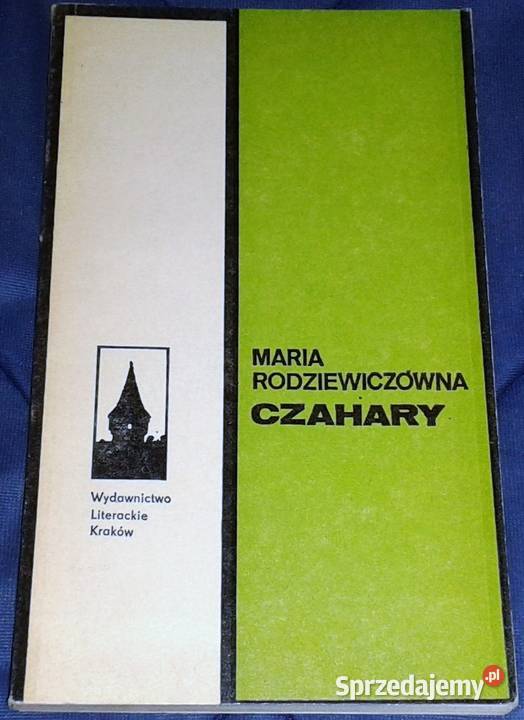 MARIA
RODZIEWICZÓWNA
CZAHARY
Wydawnictwo
Literackie
Kraków
Sprzedajemy.pl